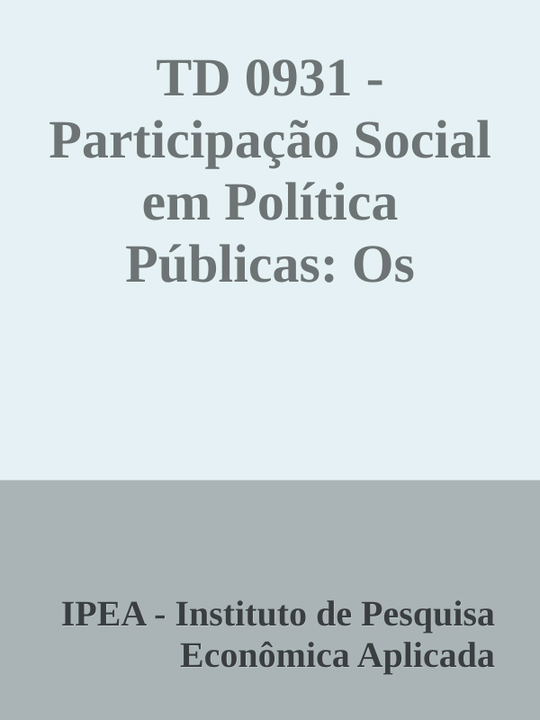 TD 0931 -
Participação Social
em Política
Públicas: Os
IPEA - Instituto de Pesquisa
Econômica Aplicada